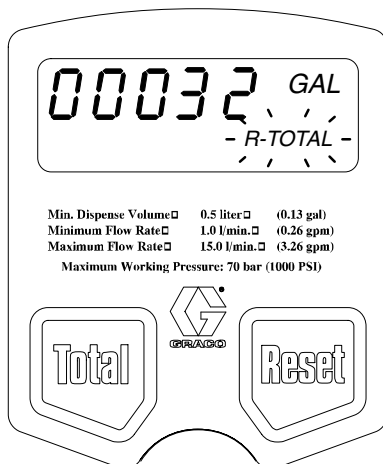 00032 GAL
R-TOTAL
Min. Dispense Volume□ 0.5 liter□ (0.13 gal)
Minimum Flow Rate□ 1.0 l/min.□ (0.26 gpm)
Maximum Flow Rate□ 15.0 l/min.□ (3.26 gpm)
Maximum Working Pressure: 70 bar (1000 PSI)
G
GRACO
Total Reset